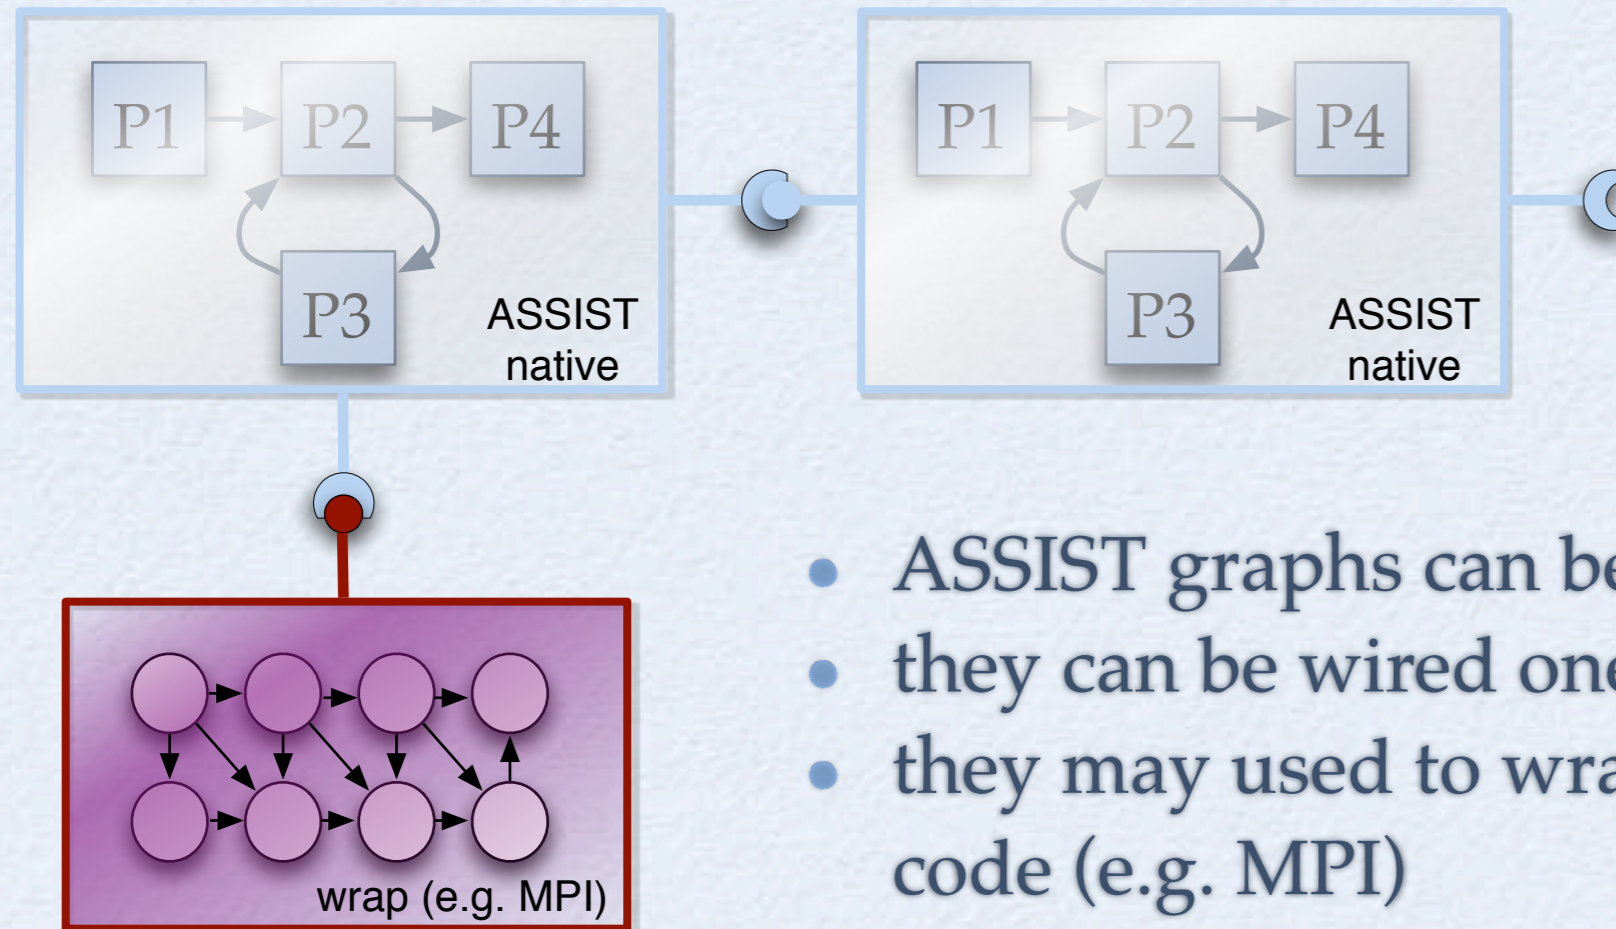 P1 P2 P4
P3
ASSIST
native
P1 P2 P4
P3
ASSIST
native
wrap (e.g. MPI)
• ASSIST graphs can be
• they can be wired one
• they may used to wra
code (e.g. MPI)